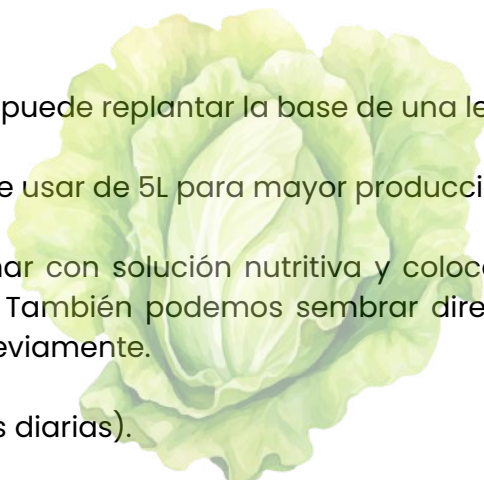 puede replantar la base de una le
e usar de 5L para mayor producci
nar con solución nutritiva y coloc
También podemos sembrar dire
eviamente.
s diarias).